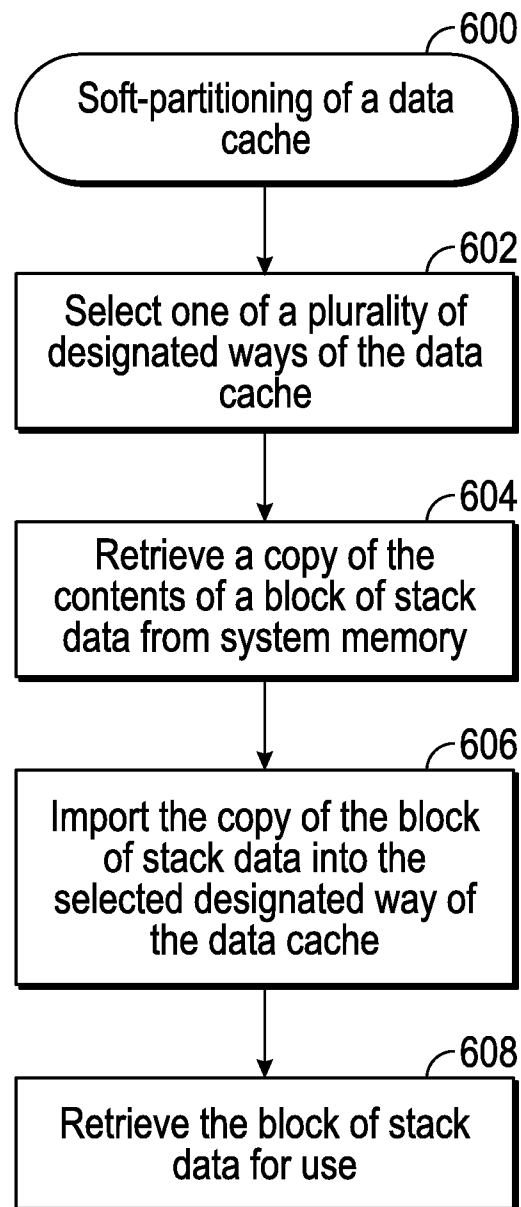 600
Soft-partitioning of a data
cache
602
Select one of a plurality of
designated ways of the data
cache
604
Retrieve a copy of the
contents of a block of stack
data from system memory
606
Import the copy of the block
of stack data into the
selected designated way of
the data cache
608
Retrieve the block of stack
data for use